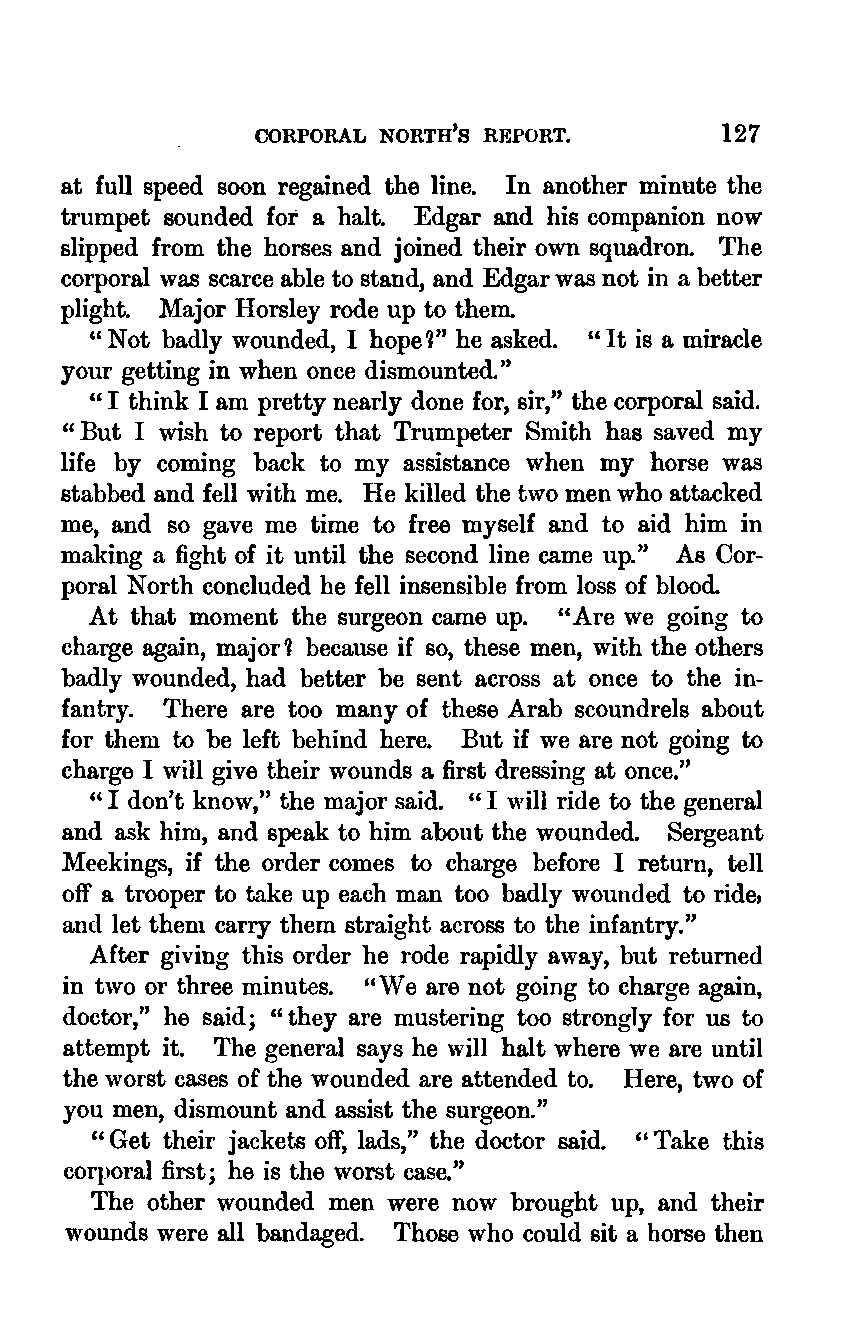 CORPORAL NORTH'S REPORT. 127
at full speed soon regained the line. In another minute the
trumpet sounded for a halt. Edgar and his companion now
slipped from the horses and joined their own squadron. The
corporal was scarce able to stand, and Edgar was not in a better
plight. Major Horsley rode up to them.
"Not badly wounded, I hope?" he asked. "It is a miracle
your getting in when once dismounted."
"I think I am pretty nearly done for, sir," the corporal said.
"But I wish to report that Trumpeter Smith has saved my
life by coming back to my assistance when my horse was
stabbed and fell with me. He killed the two men who attacked
me, and so gave me time to free myself and to aid him in
making a fight of it until the second line came up." As Cor-
poral North concluded he fell insensible from loss of blood.
At that moment the surgeon came up. "Are we going to
charge again, major? because if so, these men, with the others
badly wounded, had better be sent across at once to the in-
fantry. There are too many of these Arab scoundrels about
for them to be left behind here. But if we are not going to
charge I will give their wounds a first dressing at once."
"I don't know," the major said. "I will ride to the general
and ask him, and speak to him about the wounded. Sergeant
Meekings, if the order comes to charge before I return, tell
off a trooper to take up each man too badly wounded to ride,
and let them carry them straight across to the infantry."
After giving this order he rode rapidly away, but returned
in two or three minutes. "We are not going to charge again,
doctor," he said; "they are mustering too strongly for us to
attempt it. The general says he will halt where we are until
the worst cases of the wounded are attended to. Here, two of
you men, dismount and assist the surgeon."
"Get their jackets off, lads," the doctor said. "Take this
corporal first; he is the worst case."
The other wounded men were now brought up, and their
wounds were all bandaged. Those who could sit a horse then